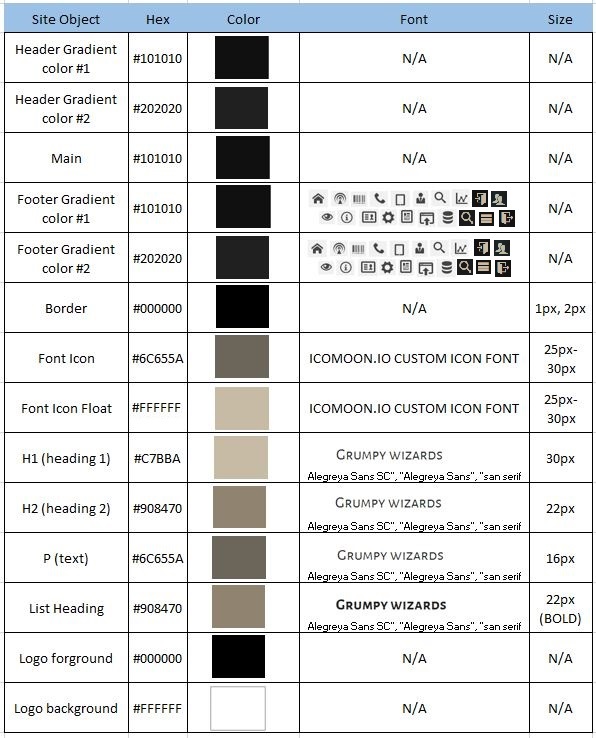 Site Object Hex Color Font Size
Header Gradient
color #1 #101010 N/A N/A
Header Gradient
color #2 #202020 N/A N/A
Main #101010 N/A N/A
Footer Gradient
color #1 #101010 N/A
Footer Gradient
color #2 #202020 N/A
Border #000000 N/A 1px, 2px
Font Icon #6C655A ICOMOON.IO CUSTOM ICON FONT 25px-
30px
Font Icon Float #FFFFFF ICOMOON.IO CUSTOM ICON FONT 25px-
30px
H1 (heading 1) #C7BBA Grumpy wizards 30px
Alegreya Sans SC", "Alegreya Sans", "san serif
H2 (heading 2) #908470 Grumpy wizards 22px
Alegreya Sans SC", "Alegreya Sans", "san serif
P (text) #6C655A Grumpy wizards 16px
Alegreya Sans SC", "Alegreya Sans", "san serif
List Heading #908470 Grumpy wizards 22px
(BOLD)
Alegreya Sans SC", "Alegreya Sans", "san serif
Logo forground #000000 N/A N/A
Logo background #FFFFFF N/A N/A